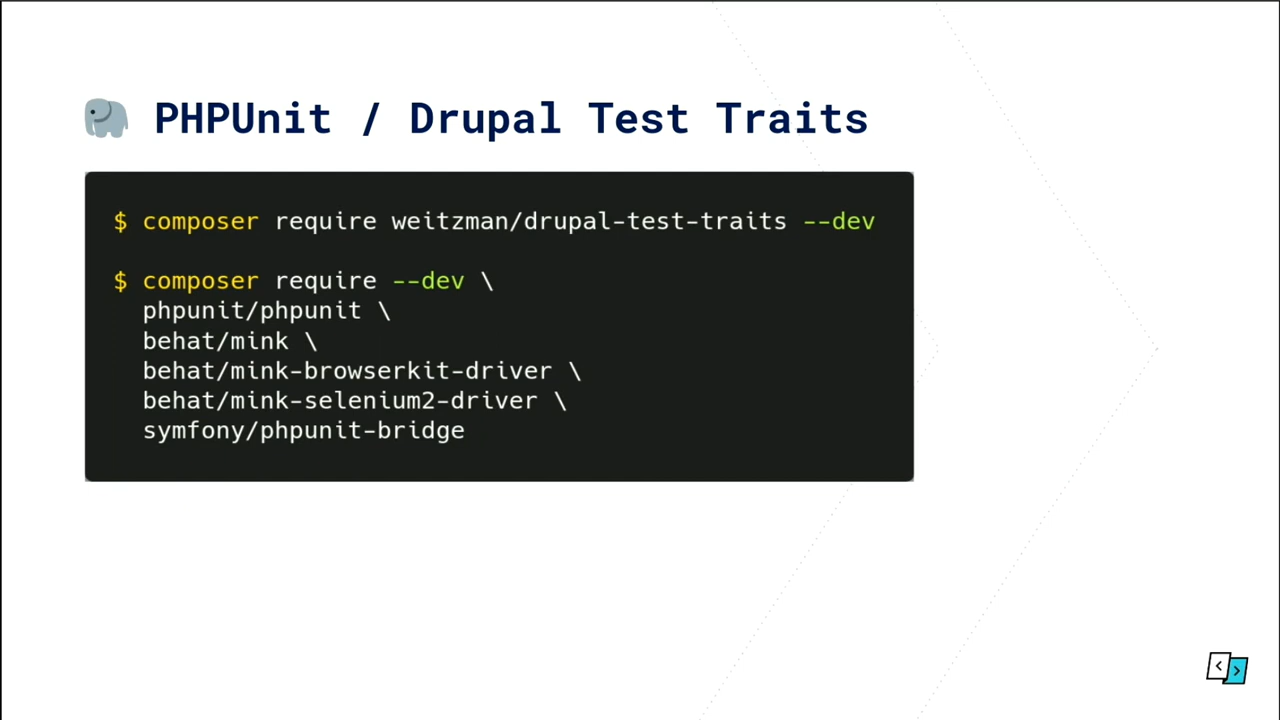 PHPUnit / Drupal Test Traits
$ composer require weitzman/drupal-test-traits --dev
$ composer require --dev \
phpunit/phpunit \
behat/mink \
behat/mink-browserkit-driver \
behat/mink-selenium2-driver \
symfony/phpunit-bridge